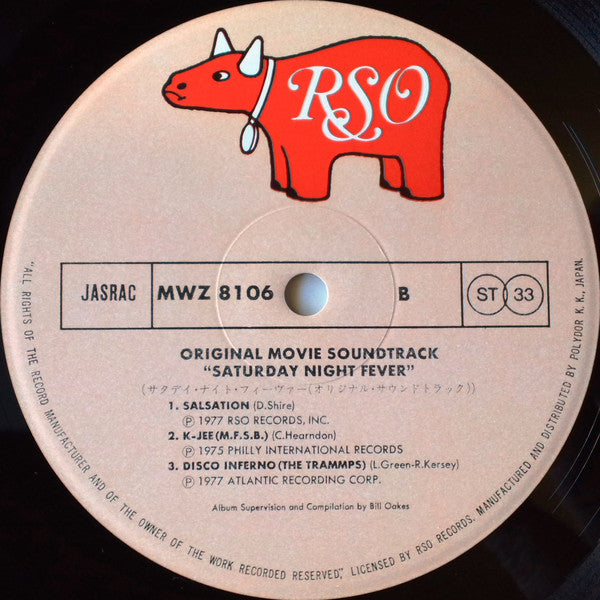 RSO
JASRAC MWZ 8106 B ST 33
ORIGINAL MOVIE SOUNDTRACK
“SATURDAY NIGHT FEVER”
(サタデイ・ナイト・フィーヴァー(オリジナル・サウンドトラック))
1. SALSATION (D.Shire)
Ⓟ 1977 RSO RECORDS, INC.
2. K-JEE (M.F.S.B.) (C.Hearndon)
Ⓟ 1975 PHILLY INTERNATIONAL RECORDS
3. DISCO INFERNO (THE TRAMMPS) (L.Green-R.Kersey)
Ⓟ 1977 ATLANTIC RECORDING CORP.
Album Supervision and Compilation by Bill Oakes
“ALL RIGHTS OF THE RECORD MANUFACTURER AND OF THE OWNER OF THE WORK RECORDED RESERVED,” LICENSED BY RSO RECORDS. MANUFACTURED AND DISTRIBUTED BY POLYDOR K. K., JAPAN.